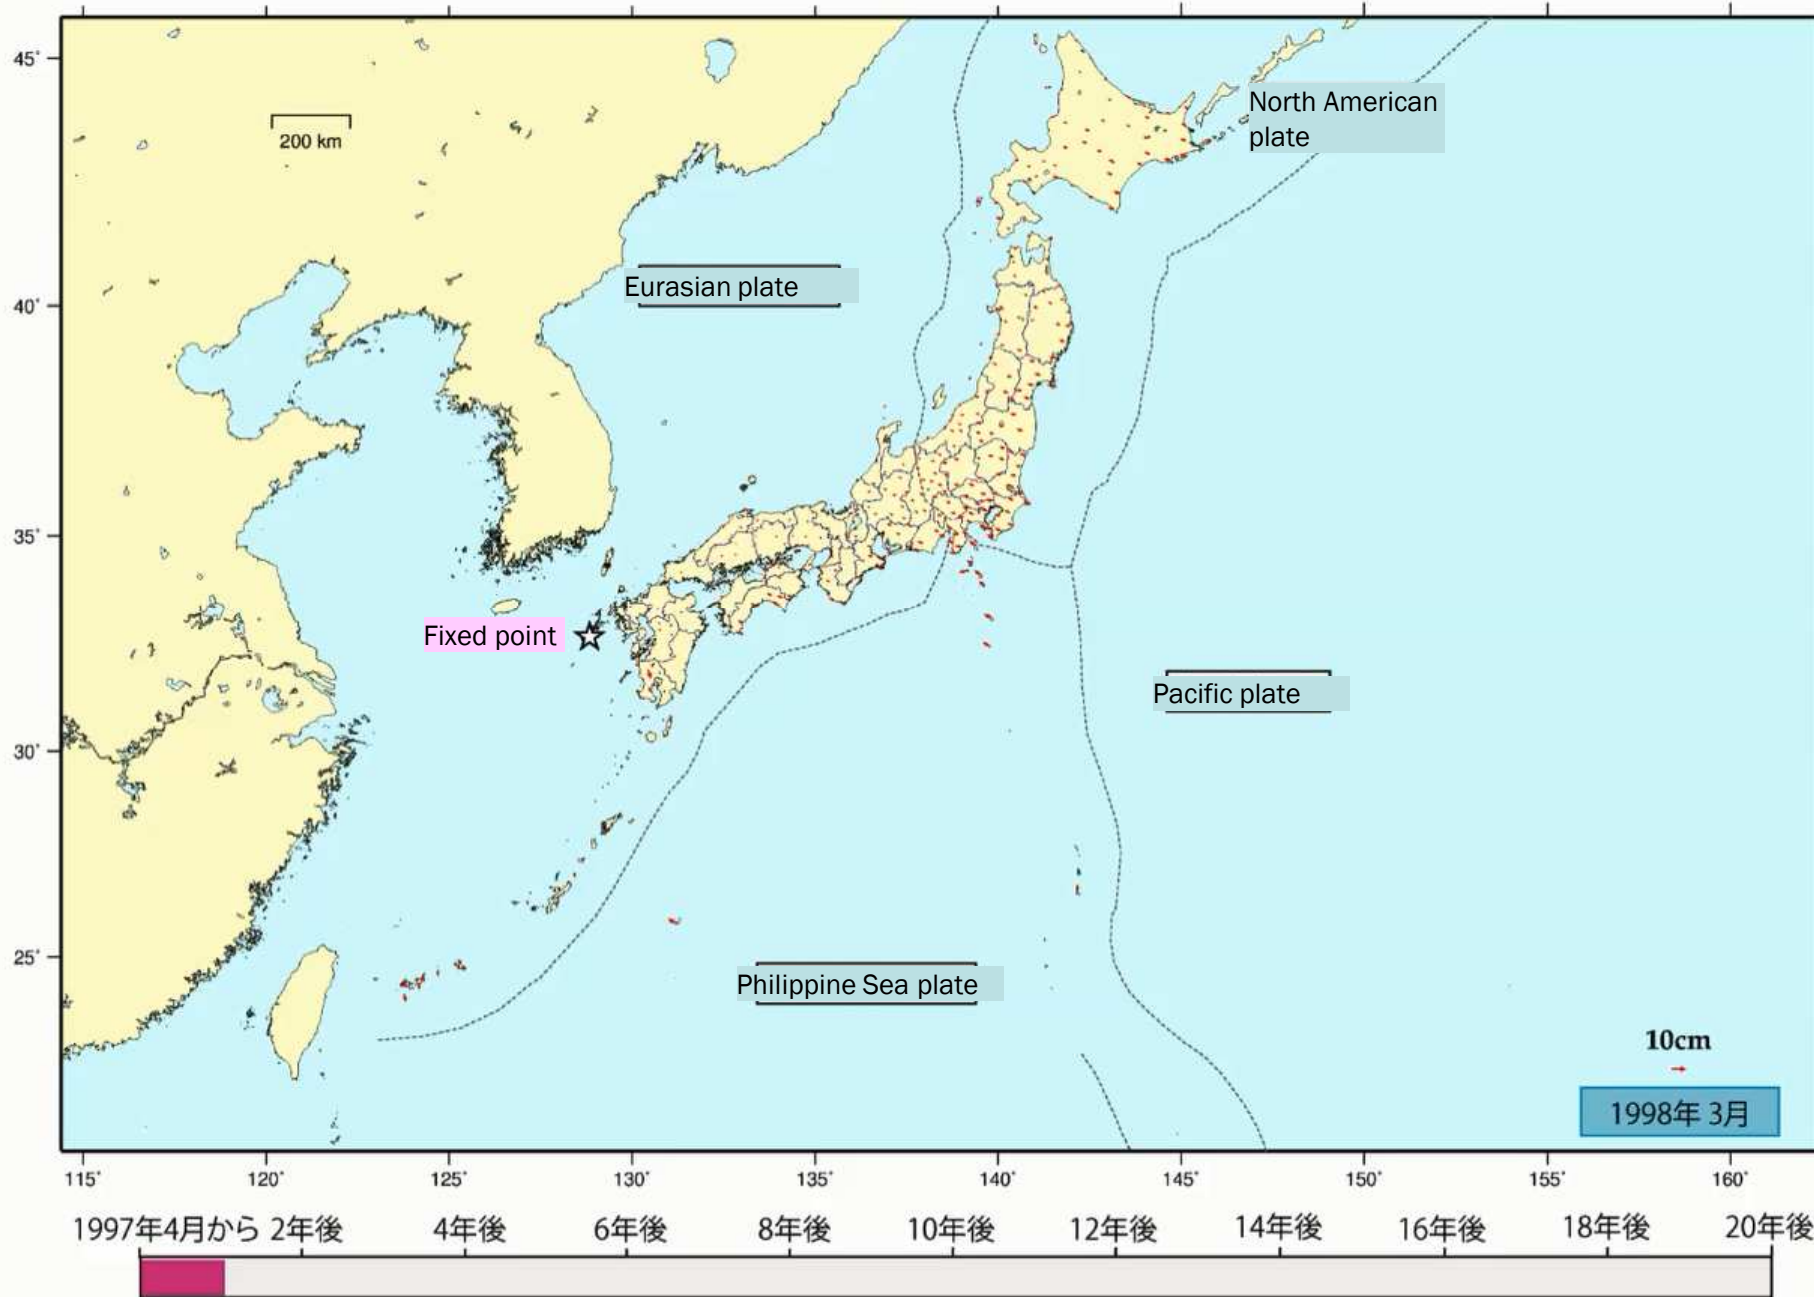 45°
North American
plate
200 km
Eurasian plate
40°
35°
Fixed point
Pacific plate
30°
25°
Philippine Sea plate
10cm
1998年 3月
115° 120° 125° 130° 135° 140° 145° 150° 155° 160°
1997年4月から 2年後 4年後 6年後 8年後 10年後 12年後 14年後 16年後 18年後 20年後